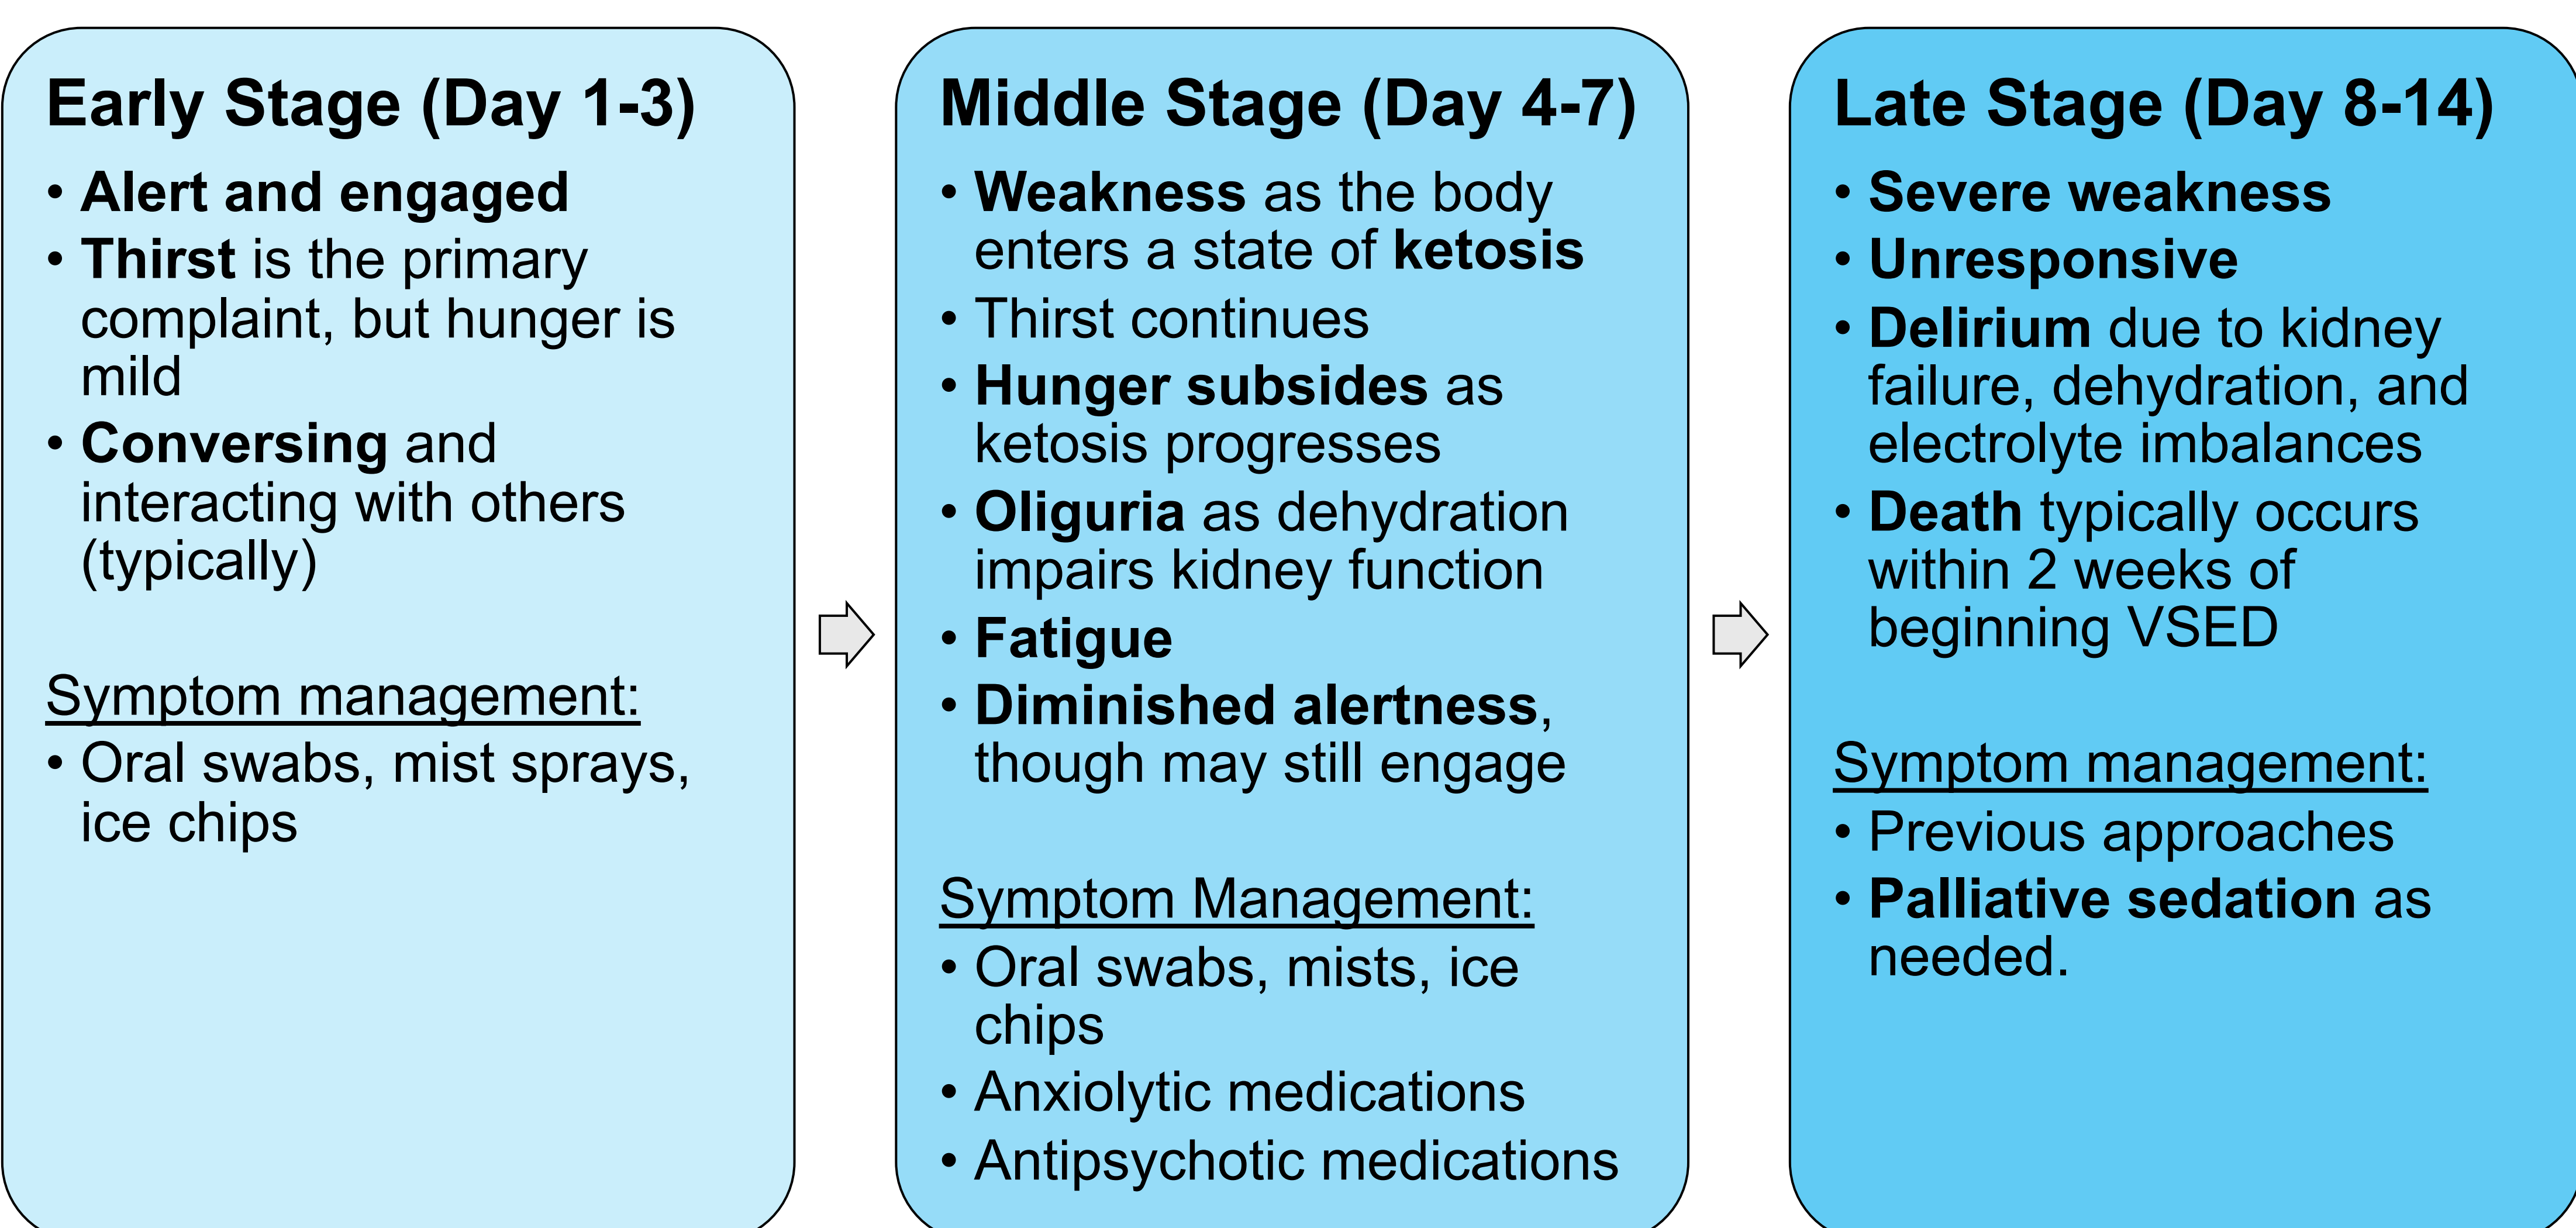 Early Stage (Day 1-3)
• Alert and engaged
• Thirst is the primary
complaint, but hunger is
mild
• Conversing and
interacting with others
(typically)
Symptom management:
• Oral swabs, mist sprays,
ice chips
Middle Stage (Day 4-7)
• Weakness as the body
enters a state of ketosis
• Thirst continues
• Hunger subsides as
ketosis progresses
• Oliguria as dehydration
impairs kidney function
• Fatigue
• Diminished alertness,
though may still engage
Symptom Management:
• Oral swabs, mists, ice
chips
• Anxiolytic medications
• Antipsychotic medications
Late Stage (Day 8-14)
• Severe weakness
• Unresponsive
• Delirium due to kidney
failure, dehydration, and
electrolyte imbalances
• Death typically occurs
within 2 weeks of
beginning VSED
Symptom management:
• Previous approaches
• Palliative sedation as
needed.